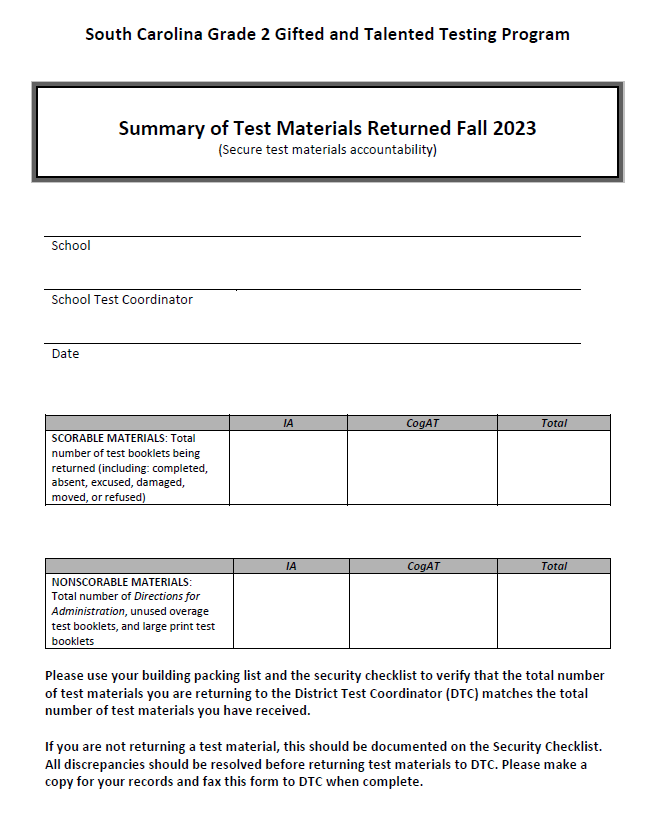 South Carolina Grade 2 Gifted and Talented Testing Program
Summary of Test Materials Returned Fall 2023
(Secure test materials accountability)
School
School Test Coordinator
Date
IA CogAT Total
SCORABLE MATERIALS: Total
number of test booklets being
returned (including: completed,
absent, excused, damaged,
moved, or refused)
IA CogAT Total
NONSCORABLE MATERIALS:
Total number of Directions for
Administration, unused overage
test booklets, and large print test
booklets
Please use your building packing list and the security checklist to verify that the total number
of test materials you are returning to the District Test Coordinator (DTC) matches the total
number of test materials you have received.
If you are not returning a test material, this should be documented on the Security Checklist.
All discrepancies should be resolved before returning test materials to DTC. Please make a
copy for your records and fax this form to DTC when complete.